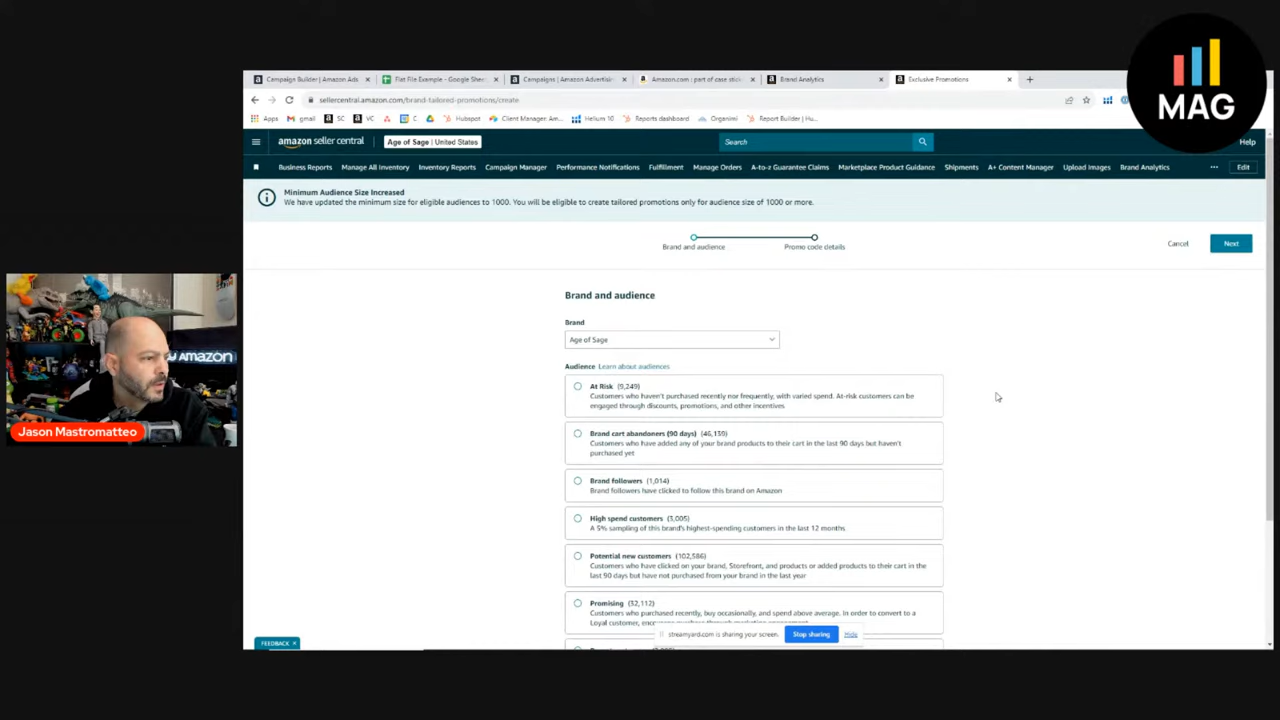 MAG
Campaign Builder | Amazon Ads
Flat File Example - Google Shee
Campaigns | Amazon Advertisi
Amazon.com : part of case stic
Brand Analytics
Exclusive Promotions
sellercentral.amazon.com/brand-tailored-promotions/create
Apps
gmail
SC
VC
C
Hubspot
Client Manager: Am...
Helium 10
Reports dashboard
Organimi
Report Builder | Hu...
amazon seller central
Age of Sage | United States
Search
Help
Business Reports
Manage All Inventory
Inventory Reports
Campaign Manager
Performance Notifications
Fulfillment
Manage Orders
A-to-z Guarantee Claims
Marketplace Product Guidance
Shipments
A+ Content Manager
Upload Images
Brand Analytics
Edit
Minimum Audience Size Increased
We have updated the minimum size for eligible audiences to 1000. You will be eligible to create tailored promotions only for audience size of 1000 or more.
Brand and audience
Promo code details
Cancel
Next
Brand and audience
Brand
Age of Sage
Audience Learn about audiences
At Risk (9,249)
Customers who haven't purchased recently nor frequently, with varied spend. At-risk customers can be
engaged through discounts, promotions, and other incentives
Brand cart abandoners (90 days) (46,139)
Customers who have added any of your brand products to their cart in the last 90 days but haven't
purchased yet
Brand followers (1,014)
Brand followers have clicked to follow this brand on Amazon
High spend customers (3,005)
A 5% sampling of this brand's highest-spending customers in the last 12 months
Potential new customers (102,586)
Customers who have clicked on your brand, Storefront, and products or added products to their cart in the
last 90 days but have not purchased from your brand in the last year
Promising (32,112)
Customers who purchased recently, buy occasionally, and spend above average. In order to convert to a
Loyal customer,
streamyard.com is sharing your screen.
Stop sharing
Hide
FEEDBACK ×
Amazon
Jason Mastromatteo